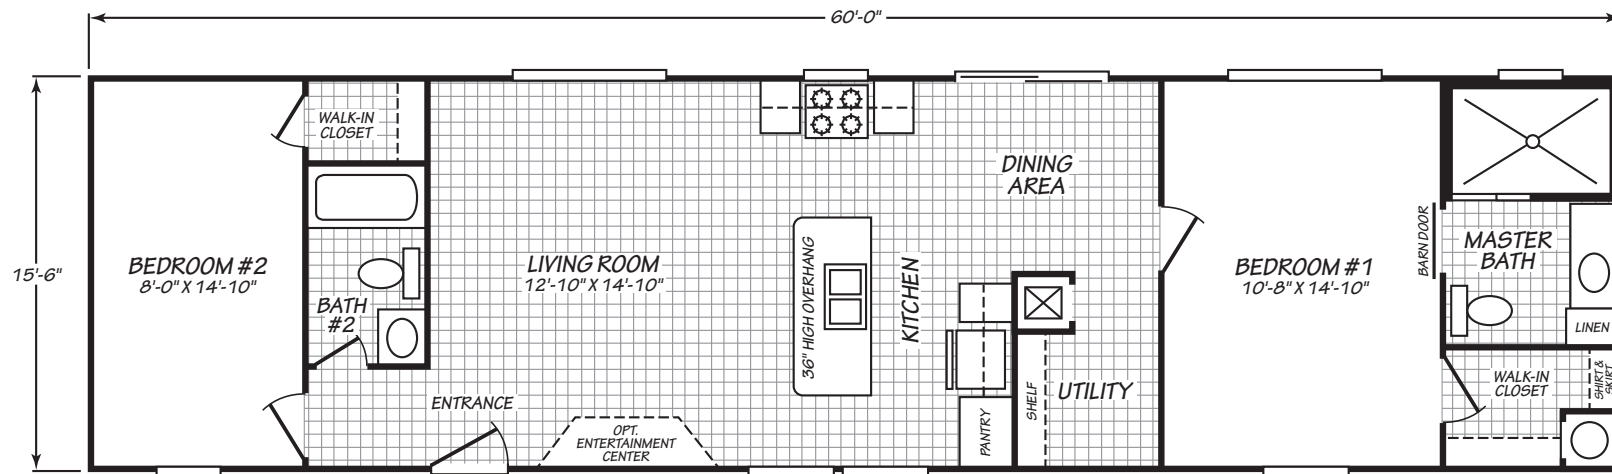 60'-0"
15'-6"
WALK-IN
CLOSET
BEDROOM #2
8'-0" X 14'-10"
BATH
#2
LIVING ROOM
12'-10" X 14'-10"
ENTRANCE
OPT.
ENTERTAINMENT
CENTER
36" HIGH OVERHANG
KITCHEN
DINING
AREA
PANTRY
SHELF
UTILITY
BEDROOM #1
10'-8" X 14'-10"
BARN DOOR
MASTER
BATH
LINEN
WALK-IN
CLOSET
SHIRT &
SKIRT